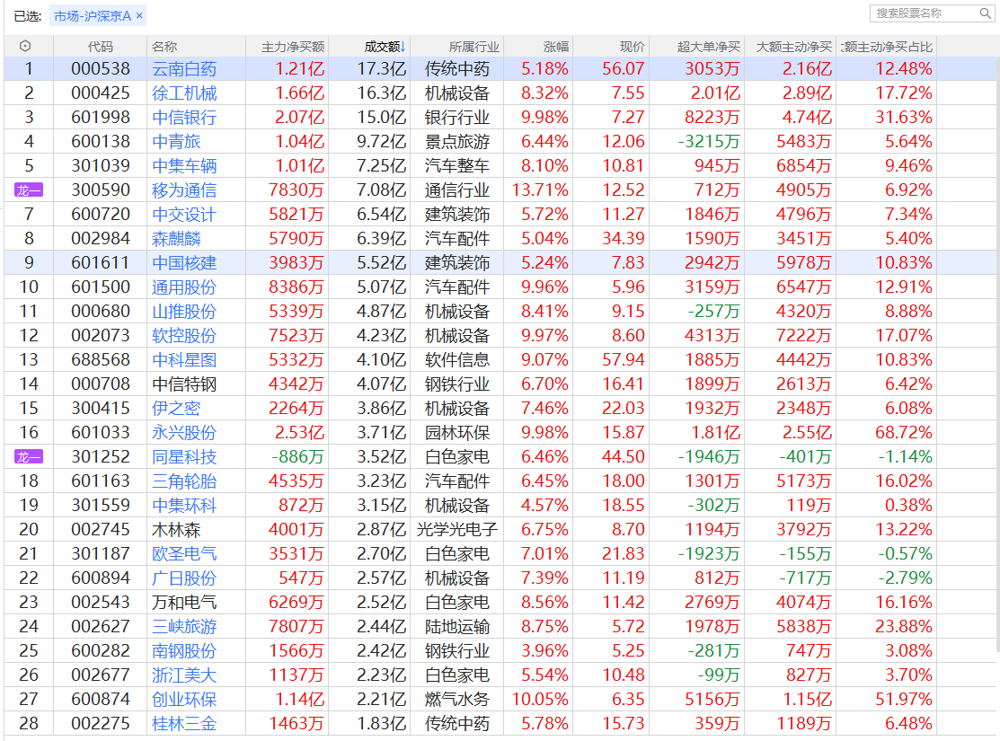 已选: 市场-沪深京A × 搜索股票名称
代码 名称 主力净买额 成交额↓ 所属行业 涨幅 现价 超大单净买 大额主动净买 额主动净买占比
1 000538 云南白药 1.21亿 17.3亿 传统中药 5.18% 56.07 3053万 2.16亿 12.48%
2 000425 徐工机械 1.66亿 16.3亿 机械设备 8.32% 7.55 2.01亿 2.89亿 17.72%
3 601998 中信银行 2.07亿 15.0亿 银行行业 9.98% 7.27 8223万 4.74亿 31.63%
4 600138 中青旅 1.04亿 9.72亿 景点旅游 6.44% 12.06 -3215万 5483万 5.64%
5 301039 中集车辆 1.01亿 7.25亿 汽车整车 8.10% 10.81 945万 6854万 9.46%
龙一 300590 移为通信 7830万 7.08亿 通信行业 13.71% 12.52 712万 4905万 6.92%
7 600720 中交设计 5821万 6.54亿 建筑装饰 5.72% 11.27 1846万 4796万 7.34%
8 002984 森麒麟 5790万 6.39亿 汽车配件 5.04% 34.39 1590万 3451万 5.40%
9 601611 中国核建 3983万 5.52亿 建筑装饰 5.24% 7.83 2942万 5978万 10.83%
10 601500 通用股份 8386万 5.07亿 汽车配件 9.96% 5.96 3159万 6547万 12.91%
11 000680 山推股份 5339万 4.87亿 机械设备 8.41% 9.15 -257万 4320万 8.88%
12 002073 软控股份 7523万 4.23亿 机械设备 9.97% 8.60 4313万 7222万 17.07%
13 688568 中科星图 5332万 4.10亿 软件信息 9.07% 57.94 1885万 4442万 10.83%
14 000708 中信特钢 4342万 4.07亿 钢铁行业 6.70% 16.41 1899万 2613万 6.42%
15 300415 伊之密 2264万 3.86亿 机械设备 7.46% 22.03 1932万 2348万 6.08%
16 601033 永兴股份 2.53亿 3.71亿 园林环保 9.98% 15.87 1.81亿 2.55亿 68.72%
龙一 301252 同星科技 -886万 3.52亿 白色家电 6.46% 44.50 -1946万 -401万 -1.14%
18 601163 三角轮胎 4535万 3.23亿 汽车配件 6.45% 18.00 1301万 5173万 16.02%
19 301559 中集环科 872万 3.15亿 机械设备 4.57% 18.55 -302万 119万 0.38%
20 002745 木林森 4001万 2.87亿 光学光电子 6.75% 8.70 1194万 3792万 13.22%
21 301187 欧圣电气 3531万 2.70亿 白色家电 7.01% 21.83 -1923万 -155万 -0.57%
22 600894 广日股份 547万 2.57亿 机械设备 7.39% 11.19 812万 -717万 -2.79%
23 002543 万和电气 6269万 2.52亿 白色家电 8.56% 11.42 2769万 4074万 16.16%
24 002627 三峡旅游 7807万 2.44亿 陆地运输 8.75% 5.72 1978万 5838万 23.88%
25 600282 南钢股份 1566万 2.42亿 钢铁行业 3.96% 5.25 -281万 747万 3.08%
26 002677 浙江美大 1137万 2.23亿 白色家电 5.54% 10.48 -99万 827万 3.70%
27 600874 创业环保 1.14亿 2.21亿 燃气水务 10.05% 6.35 5156万 1.15亿 51.97%
28 002275 桂林三金 1463万 1.83亿 传统中药 5.78% 15.73 359万 1189万 6.48%